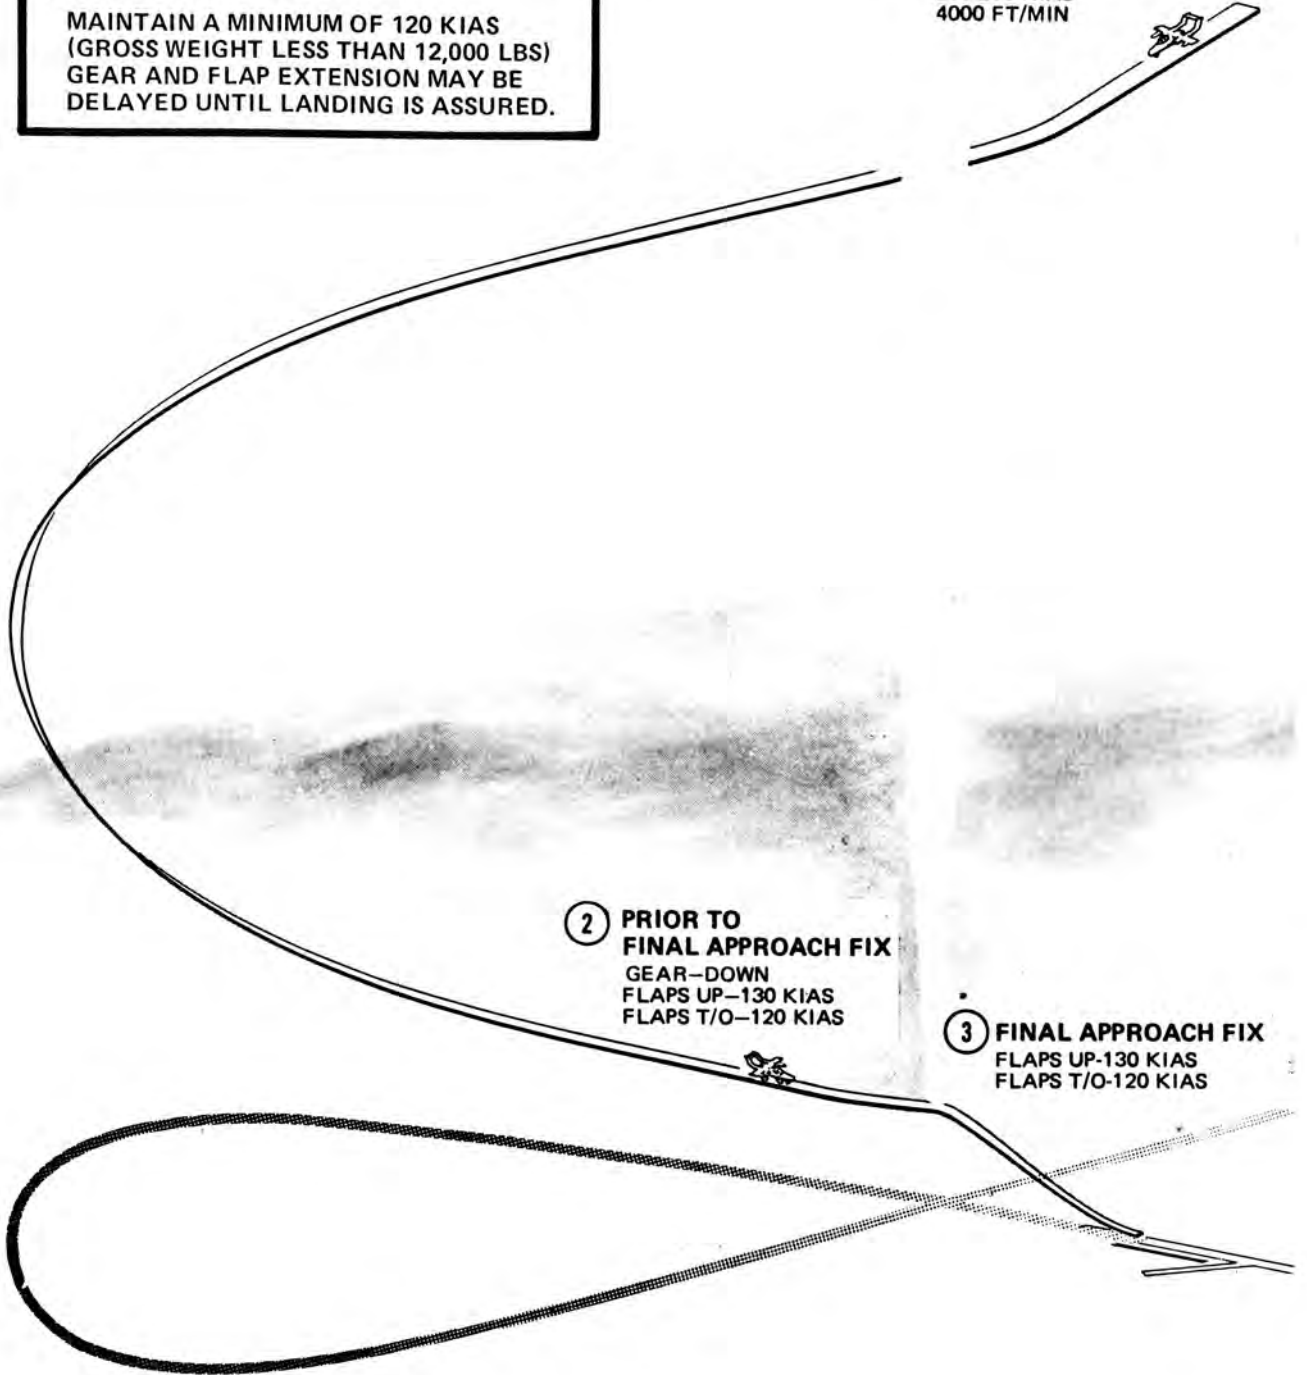 MAINTAIN A MINIMUM OF 120 KIAS
(GROSS WEIGHT LESS THAN 12,000 LBS)
GEAR AND FLAP EXTENSION MAY BE
DELAYED UNTIL LANDING IS ASSURED.
4000 FT/MIN
2 PRIOR TO
FINAL APPROACH FIX
GEAR–DOWN
FLAPS UP–130 KIAS
FLAPS T/O–120 KIAS
3 FINAL APPROACH FIX
FLAPS UP-130 KIAS
FLAPS T/O-120 KIAS